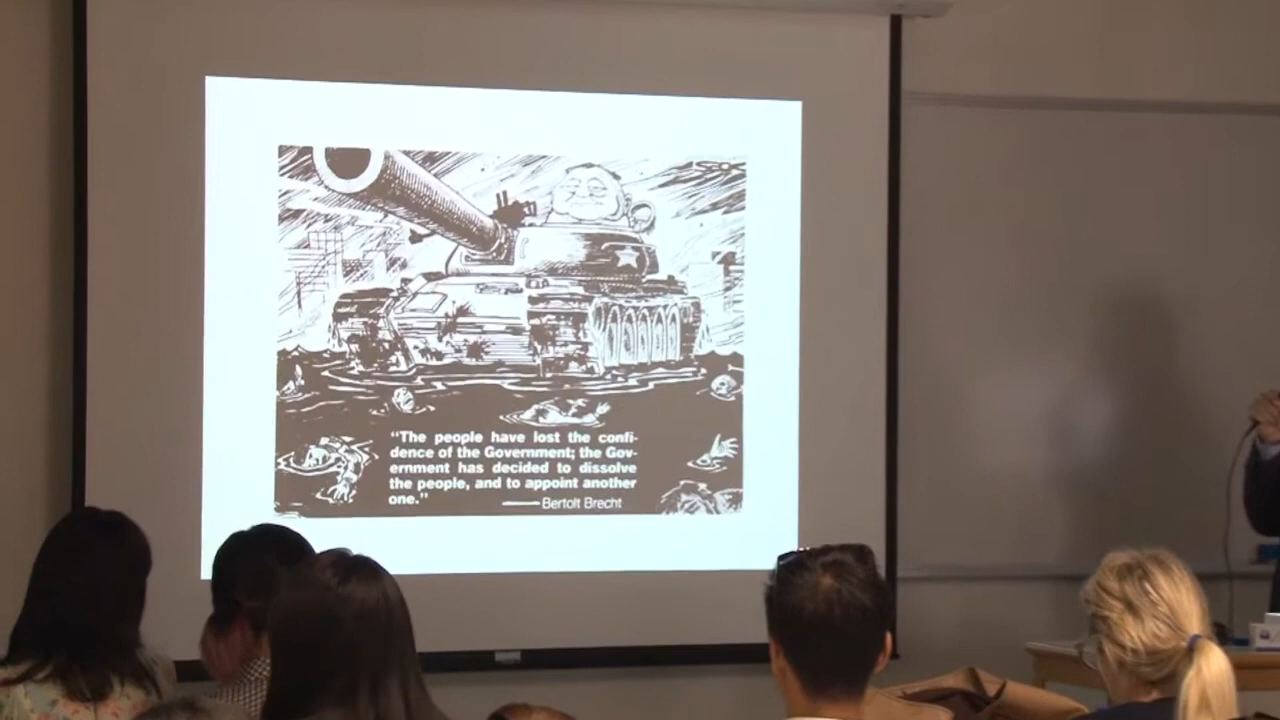 “The people have lost the confi-
dence of the Government; the Gov-
ernment has decided to dissolve
the people, and to appoint another
one.”
Bertolt Brecht